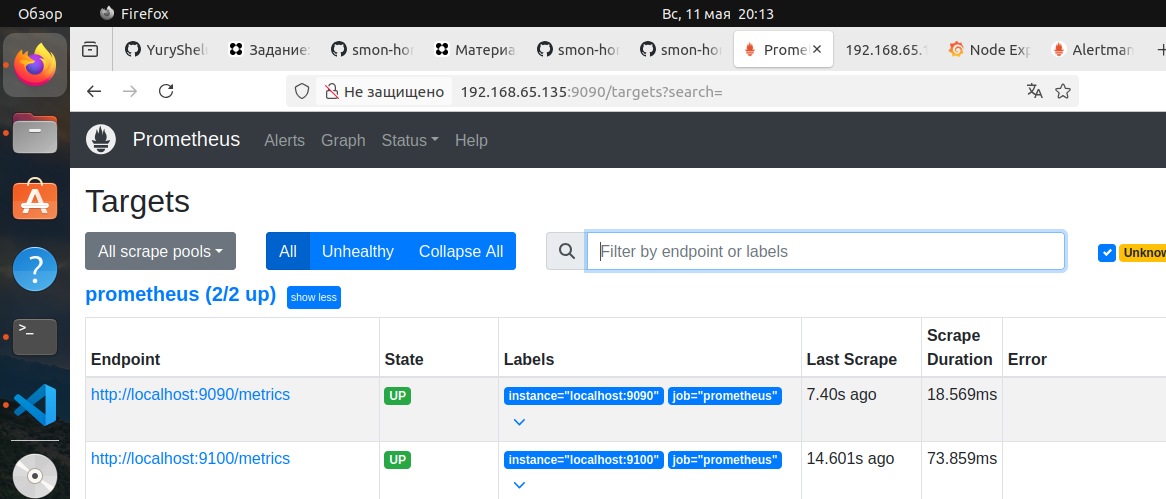 Обзор Firefox Вс, 11 мая 20:13
YuryShel Задание: smon-hor Материа smon-hor smon-hor Prome 192.168.65.1 Node Exp Alertman
Не защищено 192.168.65.135:9090/targets?search=
Prometheus Alerts Graph Status Help
Targets
All scrape pools All Unhealthy Collapse All Filter by endpoint or labels Unknow
prometheus (2/2 up) show less
Endpoint State Labels Last Scrape Scrape Duration Error
http://localhost:9090/metrics UP instance="localhost:9090" job="prometheus" 7.40s ago 18.569ms
http://localhost:9100/metrics UP instance="localhost:9100" job="prometheus" 14.601s ago 73.859ms